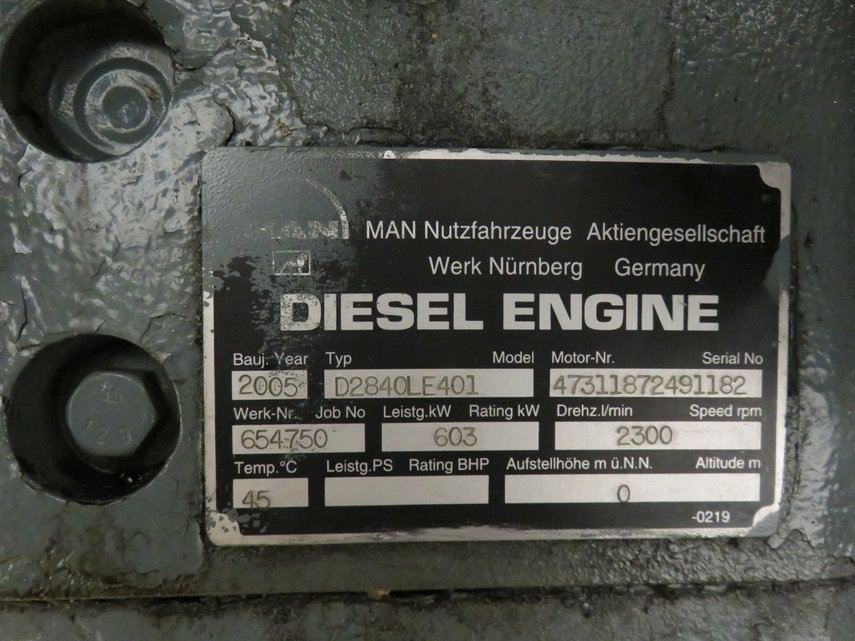 MAN
MAN Nutzfahrzeuge Aktiengesellschaft
Werk Nürnberg Germany
DIESEL ENGINE
Bauj. Year Typ Model Motor-Nr. Serial No
2005 D2840LE401 47311872491182
Werk-Nr. Job No Leistg.kW Rating kW Drehz.I/min Speed rpm
654750 603 2300
Temp.°C Leistg.PS Rating BHP Aufstellhöhe m ü.N.N. Altitude m
45 0
-0219